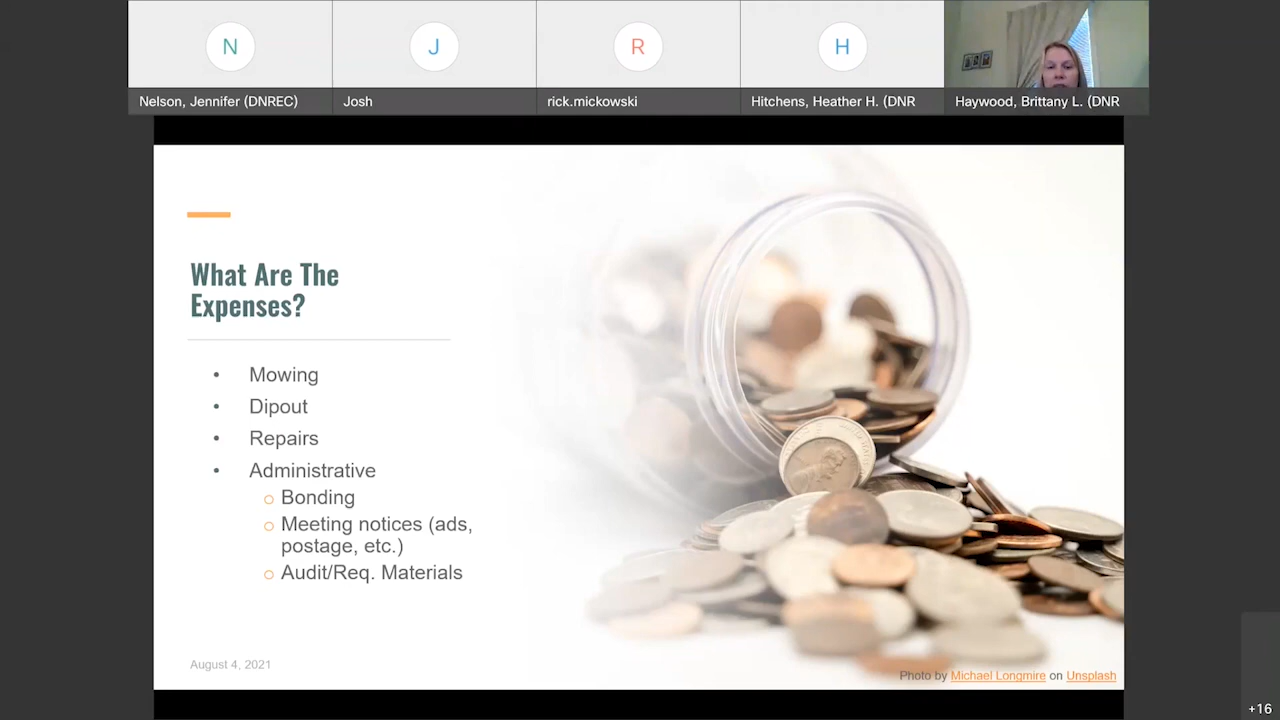 N
J
R
H
Nelson, Jennifer (DNREC)
Josh
rick.mickowski
Hitchens, Heather H. (DNR
Haywood, Brittany L. (DNR
What Are The
Expenses?
• Mowing
• Dipout
• Repairs
• Administrative
o Bonding
o Meeting notices (ads,
postage, etc.)
o Audit/Req. Materials
August 4, 2021
Photo by Michael Longmire on Unsplash
+16